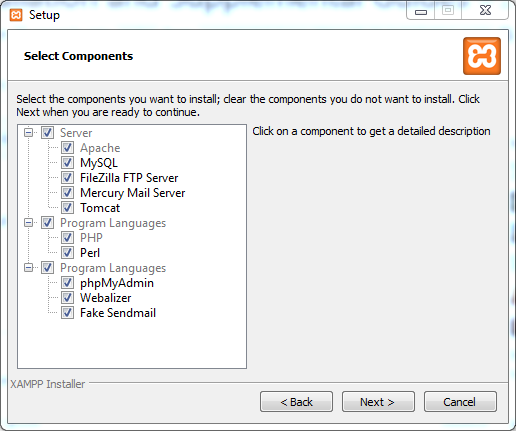 Setup
Select Components
Select the components you want to install; clear the components you do not want to install. Click
Next when you are ready to continue.
Click on a component to get a detailed description
Server
Apache
MySQL
FileZilla FTP Server
Mercury Mail Server
Tomcat
Program Languages
PHP
Perl
Program Languages
phpMyAdmin
Webalizer
Fake Sendmail
XAMPP Installer
< Back
Next >
Cancel